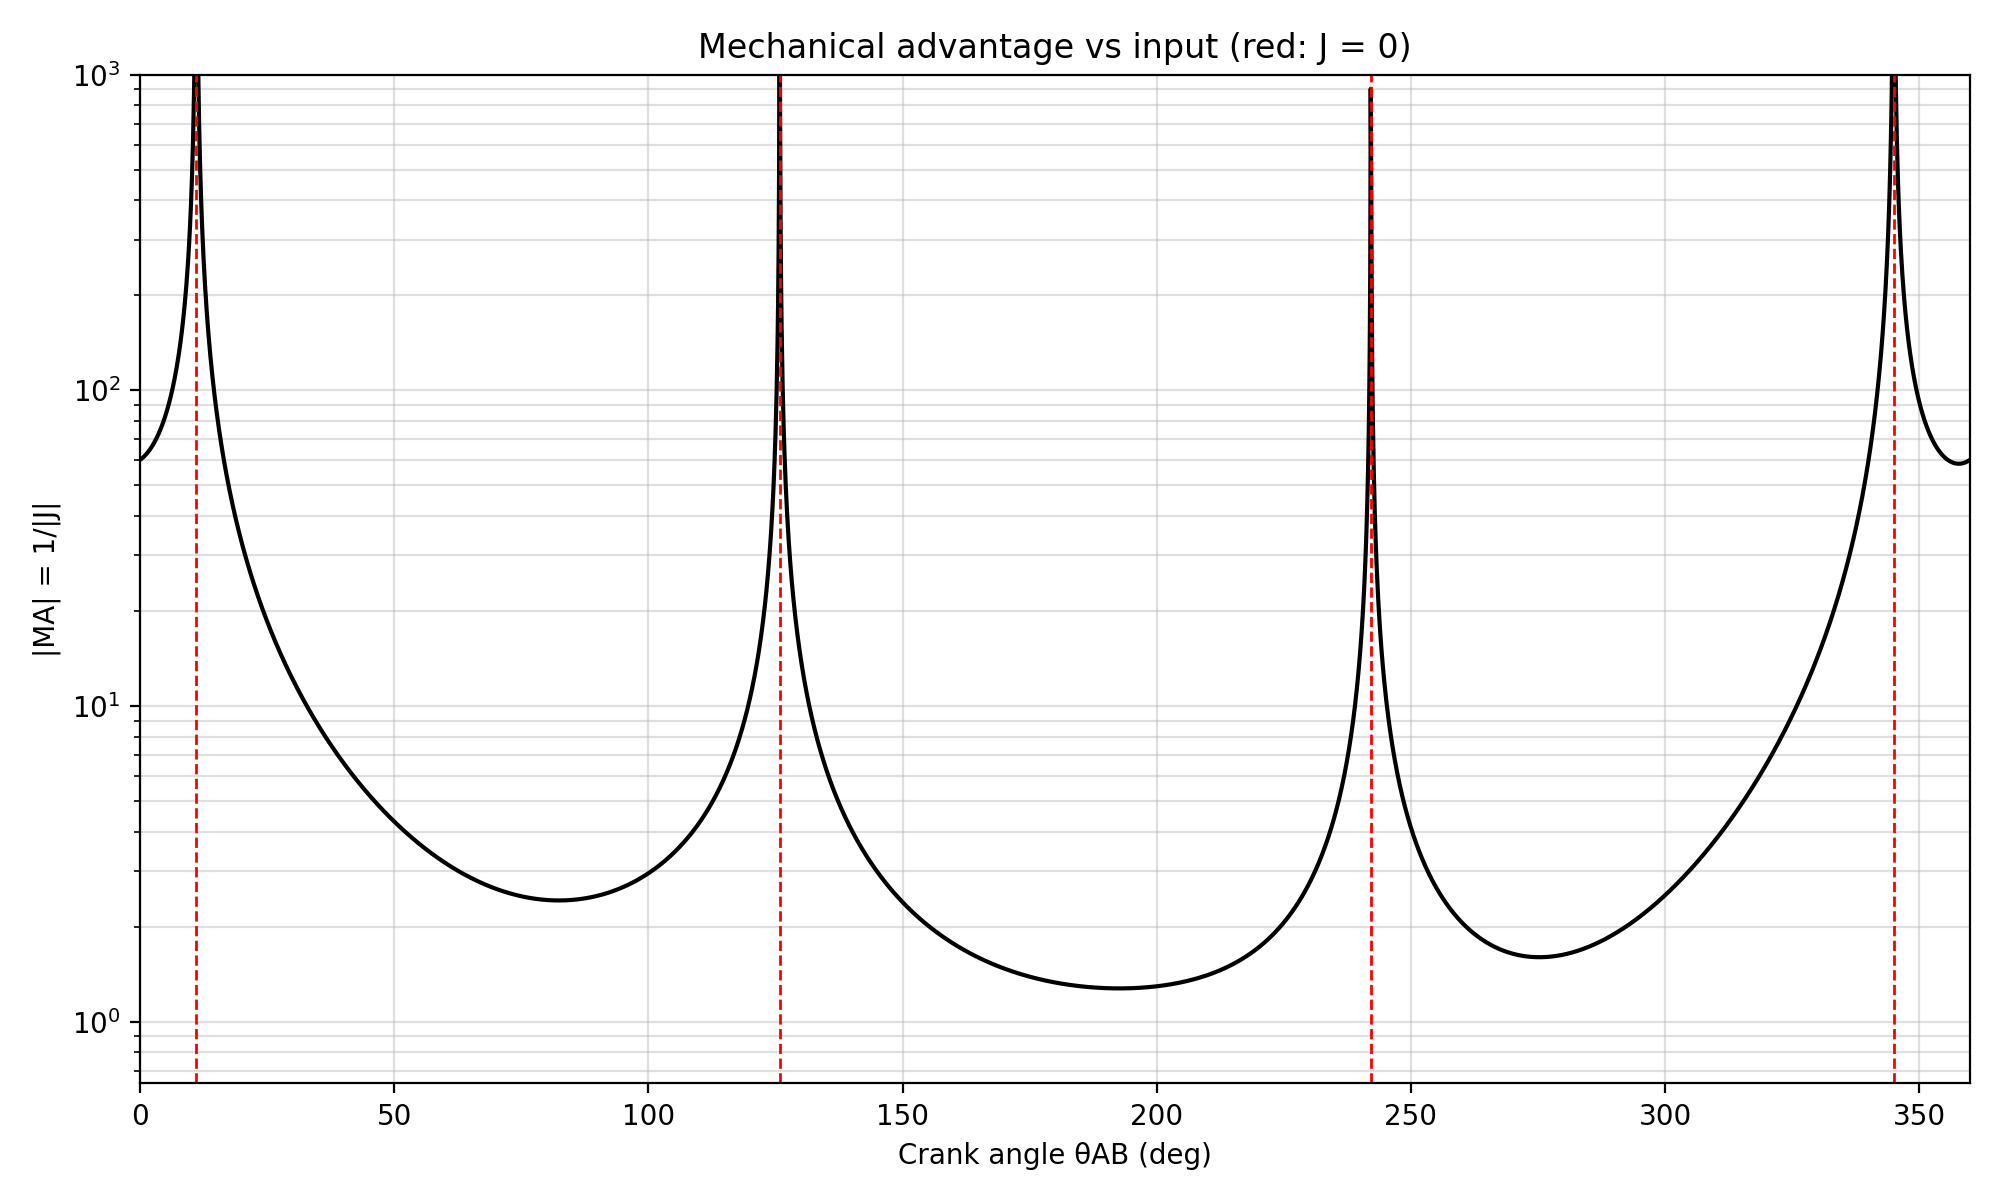 Mechanical advantage vs input (red: J = 0)
|MA| = 1/|J|
10³
10²
10¹
10⁰
0 50 100 150 200 250 300 350
Crank angle θAB (deg)